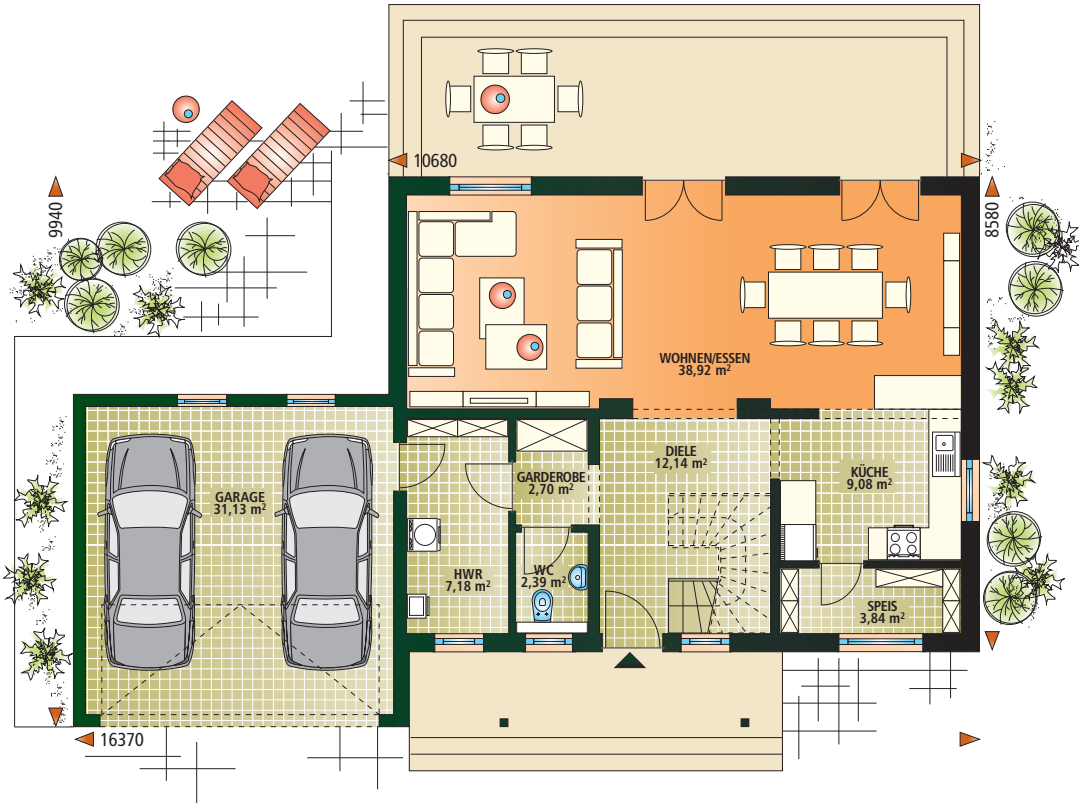 10680
9940
8580
WOHNEN/ESSEN
38,92 m²
DIELE
12,14 m²
GARDEROBE
2,70 m²
KÜCHE
9,08 m²
GARAGE
31,13 m²
HWR
7,18 m²
WC
2,39 m²
SPEIS
3,84 m²
16370